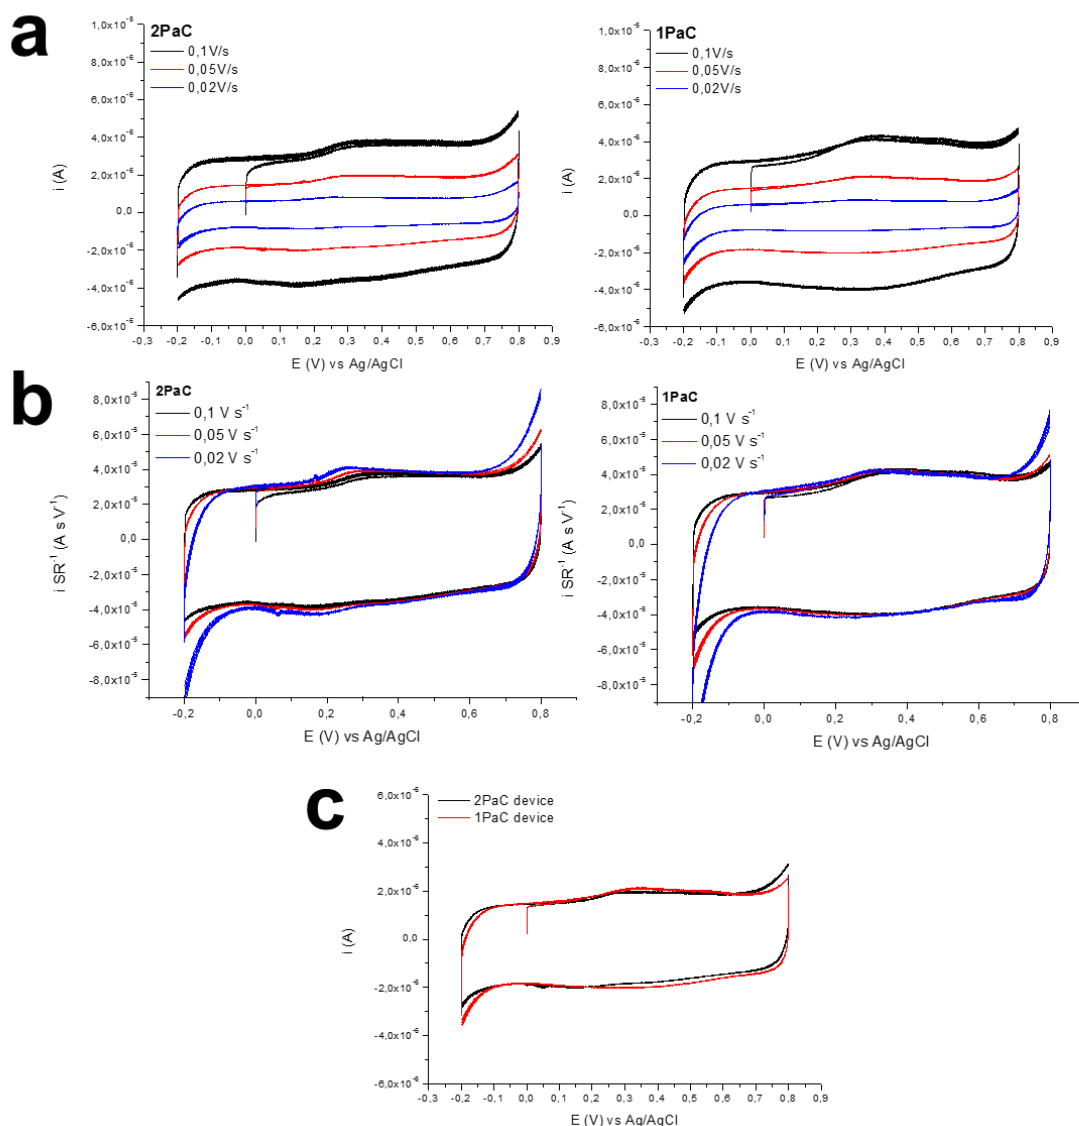 a
2PaC
0,1V/s
0,05V/s
0,02V/s
1,0x10⁻⁵
8,0x10⁻⁶
6,0x10⁻⁶
4,0x10⁻⁶
2,0x10⁻⁶
0,0
-2,0x10⁻⁶
-4,0x10⁻⁶
-6,0x10⁻⁶
i (A)
-0,3 -0,2 -0,1 0,0 0,1 0,2 0,3 0,4 0,5 0,6 0,7 0,8 0,9
E (V) vs Ag/AgCl
1PaC
0,1V/s
0,05V/s
0,02V/s
1,0x10⁻⁵
8,0x10⁻⁶
6,0x10⁻⁶
4,0x10⁻⁶
2,0x10⁻⁶
0,0
-2,0x10⁻⁶
-4,0x10⁻⁶
-6,0x10⁻⁶
i (A)
-0,3 -0,2 -0,1 0,0 0,1 0,2 0,3 0,4 0,5 0,6 0,7 0,8 0,9
E (V) vs Ag/AgCl
b
2PaC
0,1 V s⁻¹
0,05 V s⁻¹
0,02 V s⁻¹
8,0x10⁻⁵
6,0x10⁻⁵
4,0x10⁻⁵
2,0x10⁻⁵
0,0
-2,0x10⁻⁵
-4,0x10⁻⁵
-6,0x10⁻⁵
-8,0x10⁻⁵
i SR⁻¹ (A s V⁻¹)
-0,2 0,0 0,2 0,4 0,6 0,8
E (V) vs Ag/AgCl
1PaC
0,1 V s⁻¹
0,05 V s⁻¹
0,02 V s⁻¹
8,0x10⁻⁵
6,0x10⁻⁵
4,0x10⁻⁵
2,0x10⁻⁵
0,0
-2,0x10⁻⁵
-4,0x10⁻⁵
-6,0x10⁻⁵
-8,0x10⁻⁵
i SR⁻¹ (A s V⁻¹)
-0,2 0,0 0,2 0,4 0,6 0,8
E (V) vs Ag/AgCl
c
2PaC device
1PaC device
6,0x10⁻⁶
4,0x10⁻⁶
2,0x10⁻⁶
0,0
-2,0x10⁻⁶
-4,0x10⁻⁶
-6,0x10⁻⁶
i (A)
-0,3 -0,2 -0,1 0,0 0,1 0,2 0,3 0,4 0,5 0,6 0,7 0,8 0,9
E (V) vs Ag/AgCl